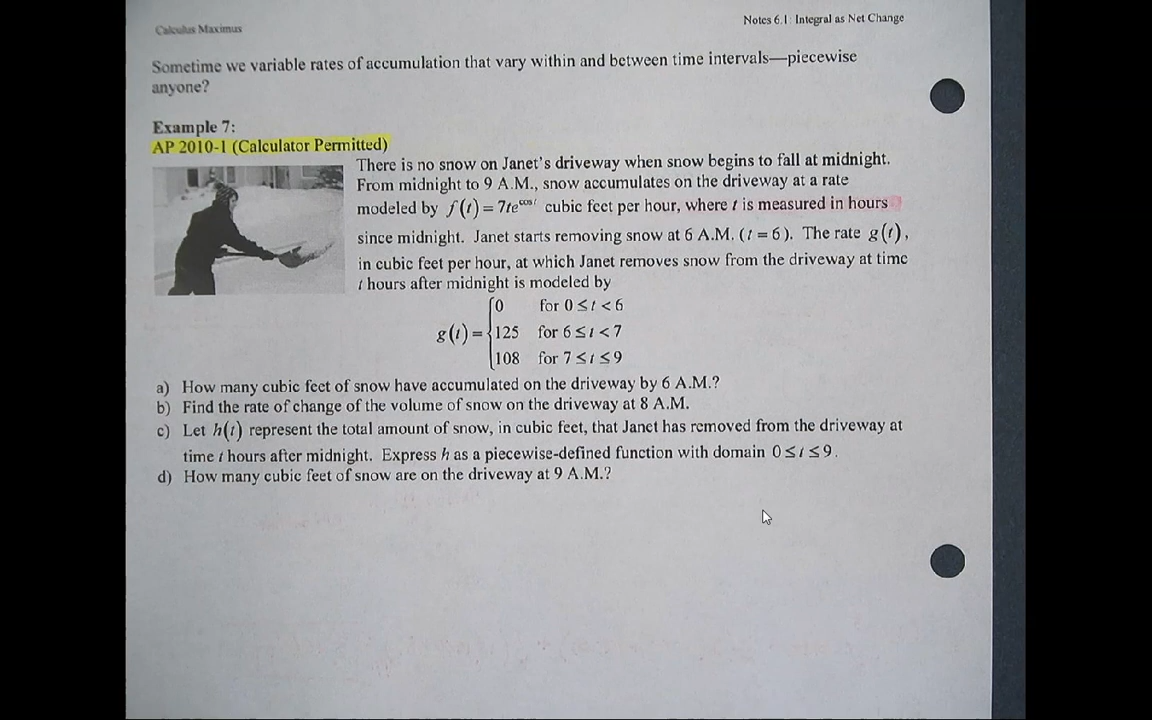 Calculus Maximus
Notes 6.1: Integral as Net Change
Sometime we variable rates of accumulation that vary within and between time intervals—piecewise
anyone?
Example 7:
AP 2010-1 (Calculator Permitted)
There is no snow on Janet's driveway when snow begins to fall at midnight.
From midnight to 9 A.M., snow accumulates on the driveway at a rate
modeled by f(t) = 7te^cos t cubic feet per hour, where t is measured in hours
since midnight. Janet starts removing snow at 6 A.M. (t = 6). The rate g(t),
in cubic feet per hour, at which Janet removes snow from the driveway at time
t hours after midnight is modeled by
0 for 0 ≤ t < 6
g(t) = { 125 for 6 ≤ t < 7
108 for 7 ≤ t ≤ 9
a) How many cubic feet of snow have accumulated on the driveway by 6 A.M.?
b) Find the rate of change of the volume of snow on the driveway at 8 A.M.
c) Let h(t) represent the total amount of snow, in cubic feet, that Janet has removed from the driveway at
time t hours after midnight. Express h as a piecewise-defined function with domain 0 ≤ t ≤ 9.
d) How many cubic feet of snow are on the driveway at 9 A.M.?